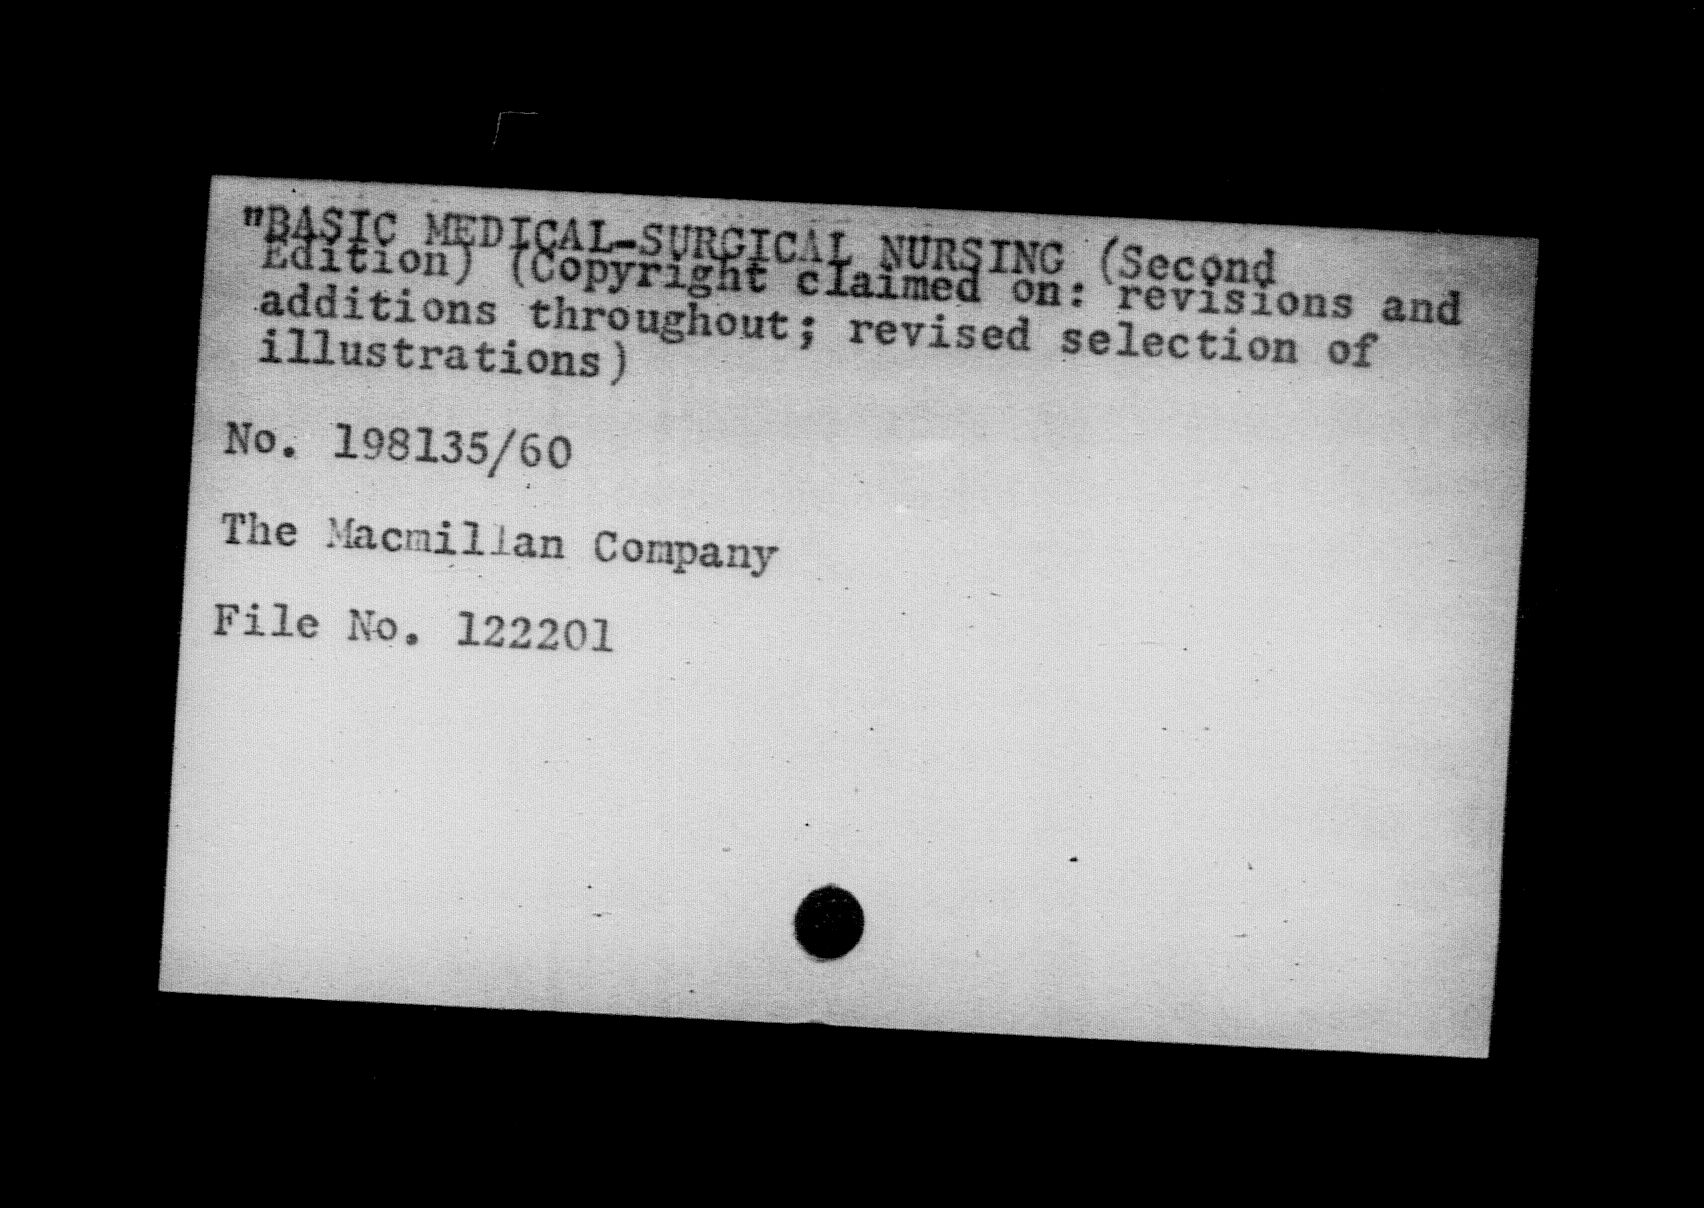 "BASIC MEDICAL-SURGICAL NURSING (Second
Edition) (Copyright claimed on: revisions and
additions throughout; revised selection of
illustrations)
No. 198135/60
The Macmillan Company
File No. 122201